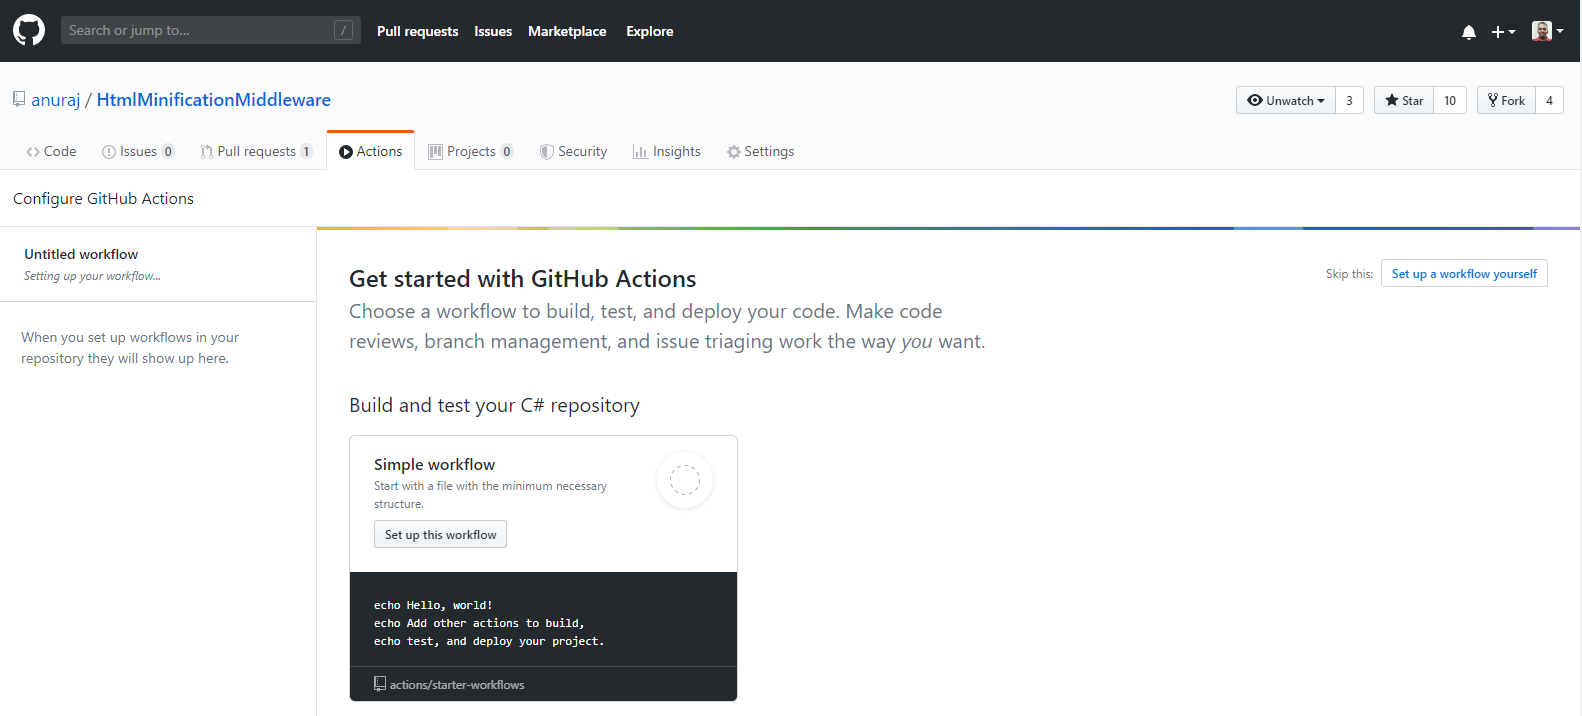 Search or jump to... /
Pull requests Issues Marketplace Explore
anuraj / HtmlMinificationMiddleware
Unwatch 3 Star 10 Fork 4
Code Issues 0 Pull requests 1 Actions Projects 0 Security Insights Settings
Configure GitHub Actions
Untitled workflow
Setting up your workflow...
When you set up workflows in your
repository they will show up here.
Get started with GitHub Actions
Skip this: Set up a workflow yourself
Choose a workflow to build, test, and deploy your code. Make code
reviews, branch management, and issue triaging work the way you want.
Build and test your C# repository
Simple workflow
Start with a file with the minimum necessary
structure.
Set up this workflow
echo Hello, world!
echo Add other actions to build,
echo test, and deploy your project.
actions/starter-workflows